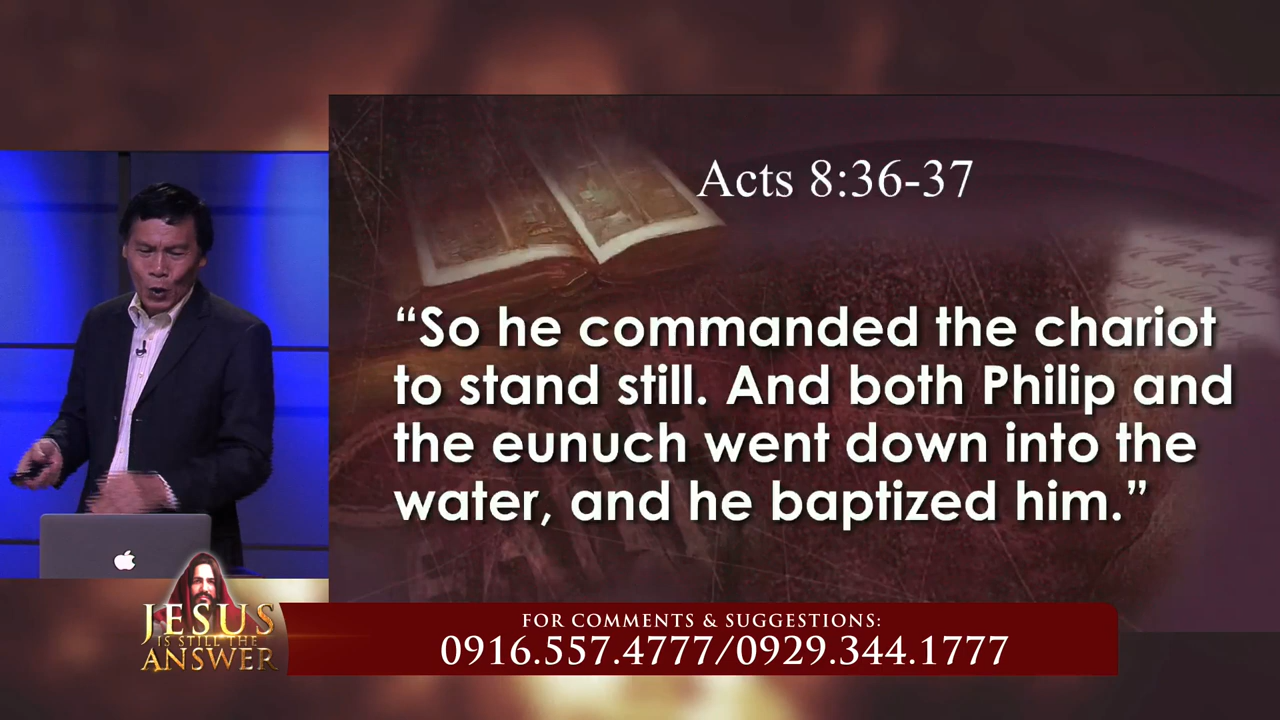 Acts 8:36-37
“So he commanded the chariot
to stand still. And both Philip and
the eunuch went down into the
water, and he baptized him.”
JESUS
IS STILL THE
ANSWER
FOR COMMENTS & SUGGESTIONS:
0916.557.4777/0929.344.1777